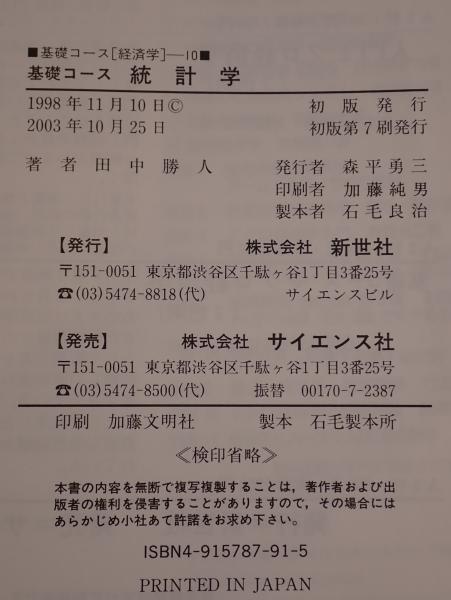 ■基礎コース[経済学]—10■
基礎コース 統計学
1998年11月10日© 初版発行
2003年10月25日 初版第7刷発行
著者 田中勝人 発行者 森平勇三
印刷者 加藤純男
製本者 石毛良治
【発行】 株式会社 新世社
〒151-0051 東京都渋谷区千駄ヶ谷1丁目3番25号
☎(03)5474-8818(代) サイエンスビル
【発売】 株式会社 サイエンス社
〒151-0051 東京都渋谷区千駄ヶ谷1丁目3番25号
☎(03)5474-8500(代) 振替 00170-7-2387
印刷 加藤文明社 製本 石毛製本所
≪検印省略≫
本書の内容を無断で複写複製することは，著作者および出
版者の権利を侵害することがありますので，その場合には
あらかじめ小社あて許諾をお求め下さい。
ISBN4-915787-91-5
PRINTED IN JAPAN